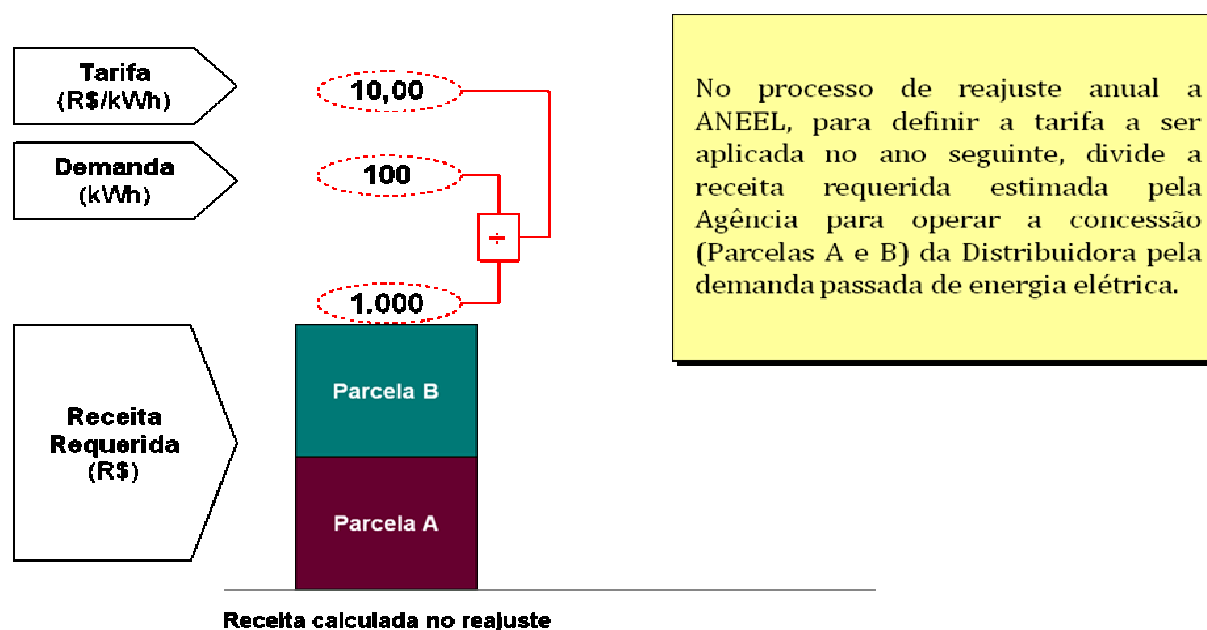 Tarifa
(R$/kWh)
10,00
Demanda
(kWh)
100
÷
1.000
Receita
Requerida
(R$)
Parcela B
Parcela A
Receita calculada no reajuste
No processo de reajuste anual a
ANEEL, para definir a tarifa a ser
aplicada no ano seguinte, divide a
receita requerida estimada pela
Agência para operar a concessão
(Parcelas A e B) da Distribuidora pela
demanda passada de energia elétrica.